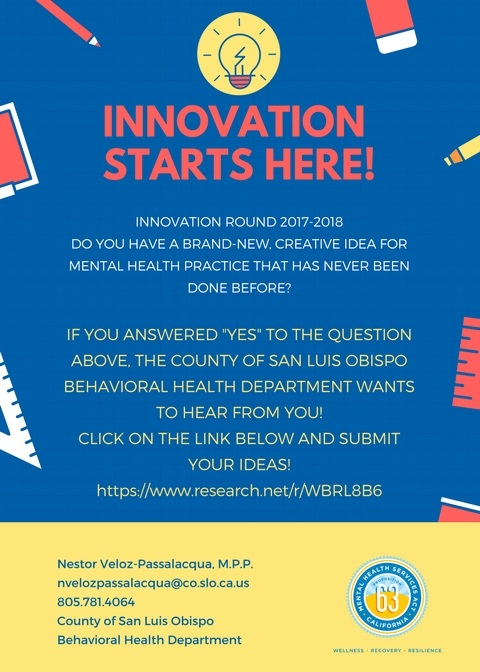 INNOVATION
STARTS HERE!
INNOVATION ROUND 2017-2018
DO YOU HAVE A BRAND-NEW, CREATIVE IDEA FOR
MENTAL HEALTH PRACTICE THAT HAS NEVER BEEN
DONE BEFORE?
IF YOU ANSWERED "YES" TO THE QUESTION
ABOVE, THE COUNTY OF SAN LUIS OBISPO
BEHAVIORAL HEALTH DEPARTMENT WANTS
TO HEAR FROM YOU!
CLICK ON THE LINK BELOW AND SUBMIT
YOUR IDEAS!
https://www.research.net/r/WBRL8B6
Nestor Veloz-Passalacqua, M.P.P.
nvelozpassalacqua@co.slo.ca.us
805.781.4064
County of San Luis Obispo
Behavioral Health Department
MENTAL HEALTH SERVICES ACT
PROPOSITION
63
CALIFORNIA
WELLNESS • RECOVERY • RESILIENCE